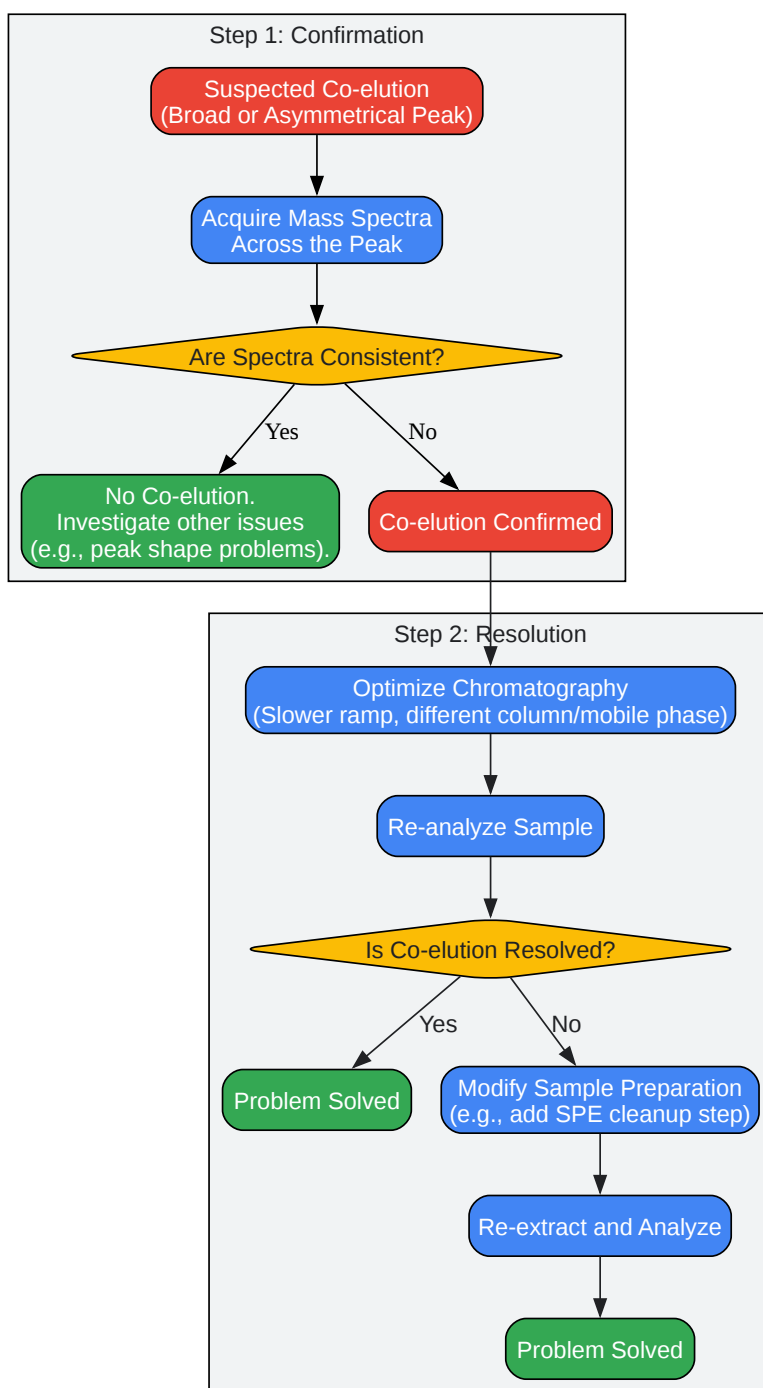 Step 1: Confirmation
Suspected Co-elution
(Broad or Asymmetrical Peak)
Acquire Mass Spectra
Across the Peak
Are Spectra Consistent?
Yes
No
No Co-elution.
Investigate other issues
(e.g., peak shape problems).
Co-elution Confirmed
Step 2: Resolution
Optimize Chromatography
(Slower ramp, different column/mobile phase)
Re-analyze Sample
Is Co-elution Resolved?
Yes
No
Problem Solved
Modify Sample Preparation
(e.g., add SPE cleanup step)
Re-extract and Analyze
Problem Solved